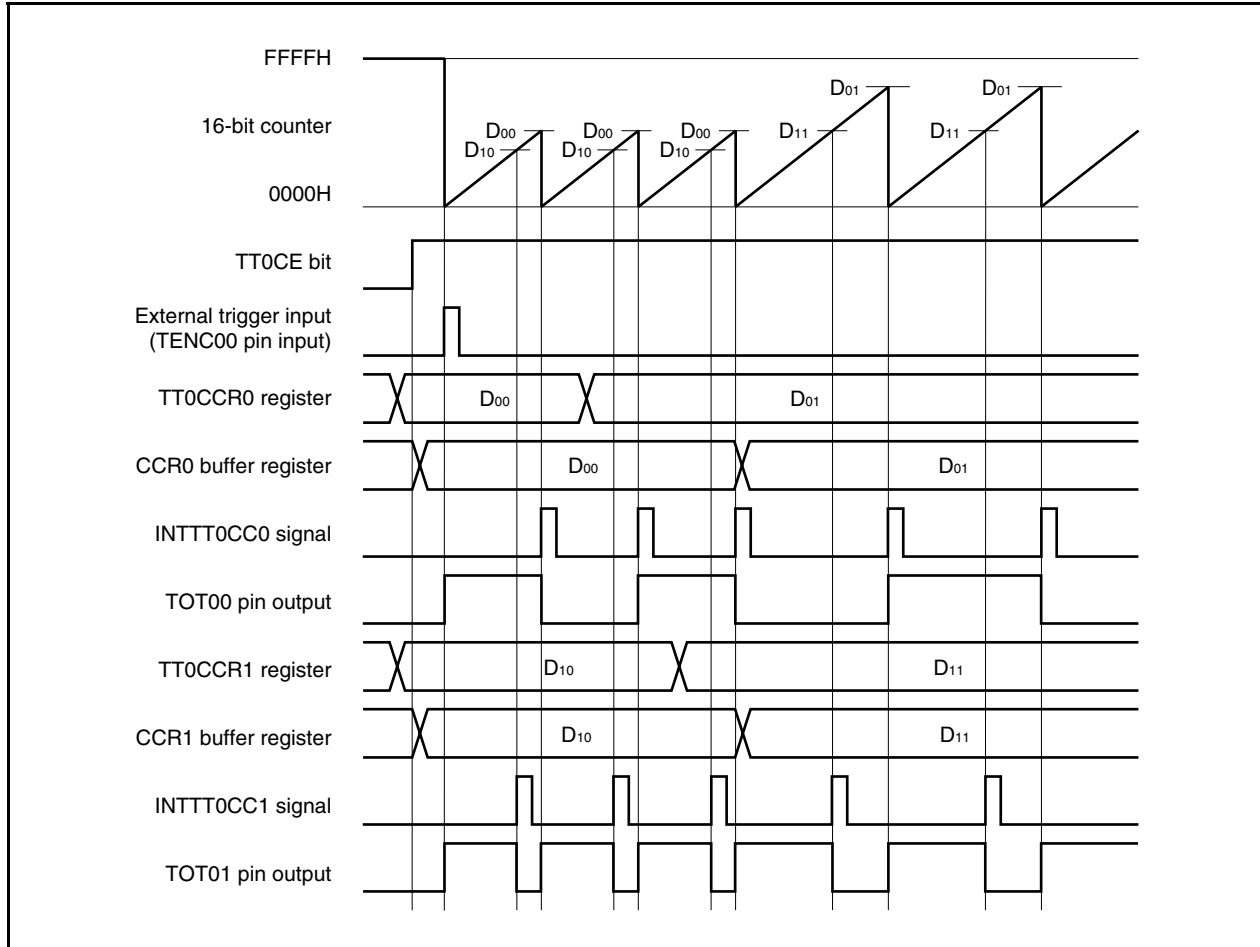 FFFFH
16-bit counter
0000H
D00 D00 D00 D01 D01
D10 D10 D10 D11 D11
TT0CE bit
External trigger input
(TENC00 pin input)
TT0CCR0 register D00 D01
CCR0 buffer register D00 D01
INTTT0CC0 signal
TOT00 pin output
TT0CCR1 register D10 D11
CCR1 buffer register D10 D11
INTTT0CC1 signal
TOT01 pin output